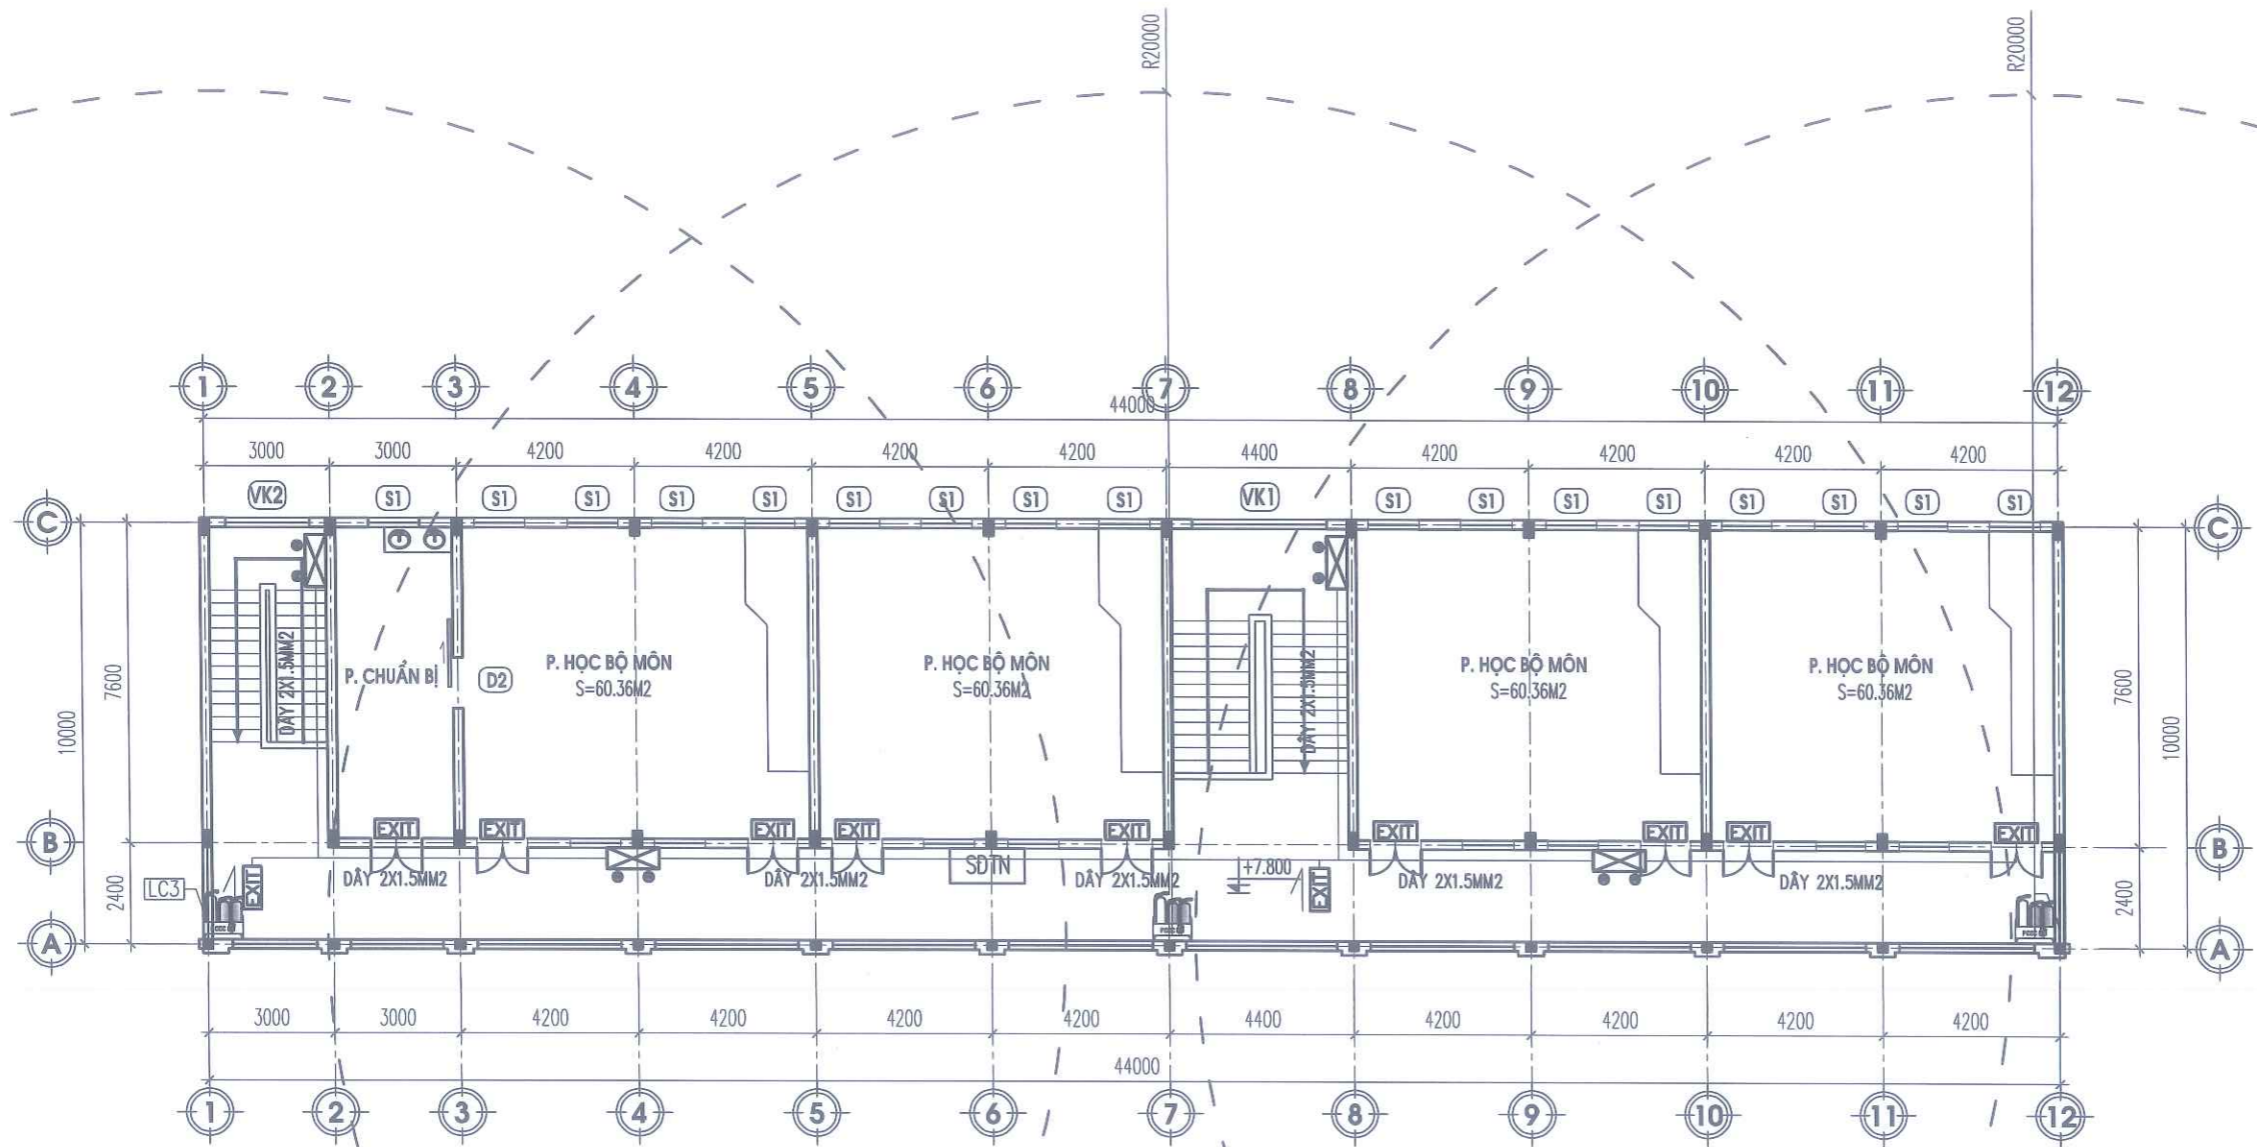 R20000
R20000
1 2 3 4 5 6 7 8 9 10 11 12
44000
3000 3000 4200 4200 4200 4200 4400 4200 4200 4200 4200
VK2 S1 S1 S1 S1 S1 S1 S1 S1 S1 VK1 S1 S1 S1 S1 S1 S1 S1 S1
C C
DÂY 2X1.5MM2
P. CHUẨN BỊ
D2
P. HỌC BỘ MÔN
S=60.36M2
P. HỌC BỘ MÔN
S=60.36M2
DÂY 2X1.5MM2
P. HỌC BỘ MÔN
S=60.36M2
P. HỌC BỘ MÔN
S=60.36M2
7600
10000
7600
10000
EXIT EXIT EXIT EXIT EXIT EXIT EXIT EXIT EXIT
B B
SĐTN
+7.800
DÂY 2X1.5MM2 DÂY 2X1.5MM2 DÂY 2X1.5MM2 DÂY 2X1.5MM2 DÂY 2X1.5MM2
LC3
EXIT
EXIT
2400
2400
A A
3000 3000 4200 4200 4200 4200 4400 4200 4200 4200 4200
44000
1 2 3 4 5 6 7 8 9 10 11 12